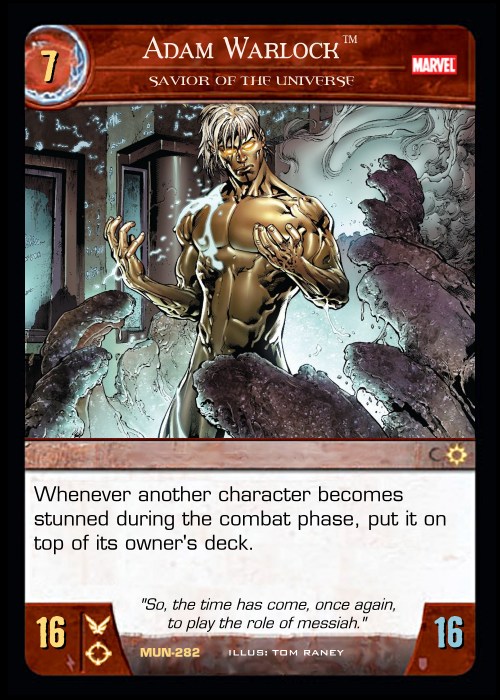 7
Adam Warlock™
MARVEL
SAVIOR OF THE UNIVERSE
C
Whenever another character becomes
stunned during the combat phase, put it on
top of its owner's deck.
"So, the time has come, once again,
to play the role of messiah."
16
16
MUN-282 ILLUS: TOM RANEY